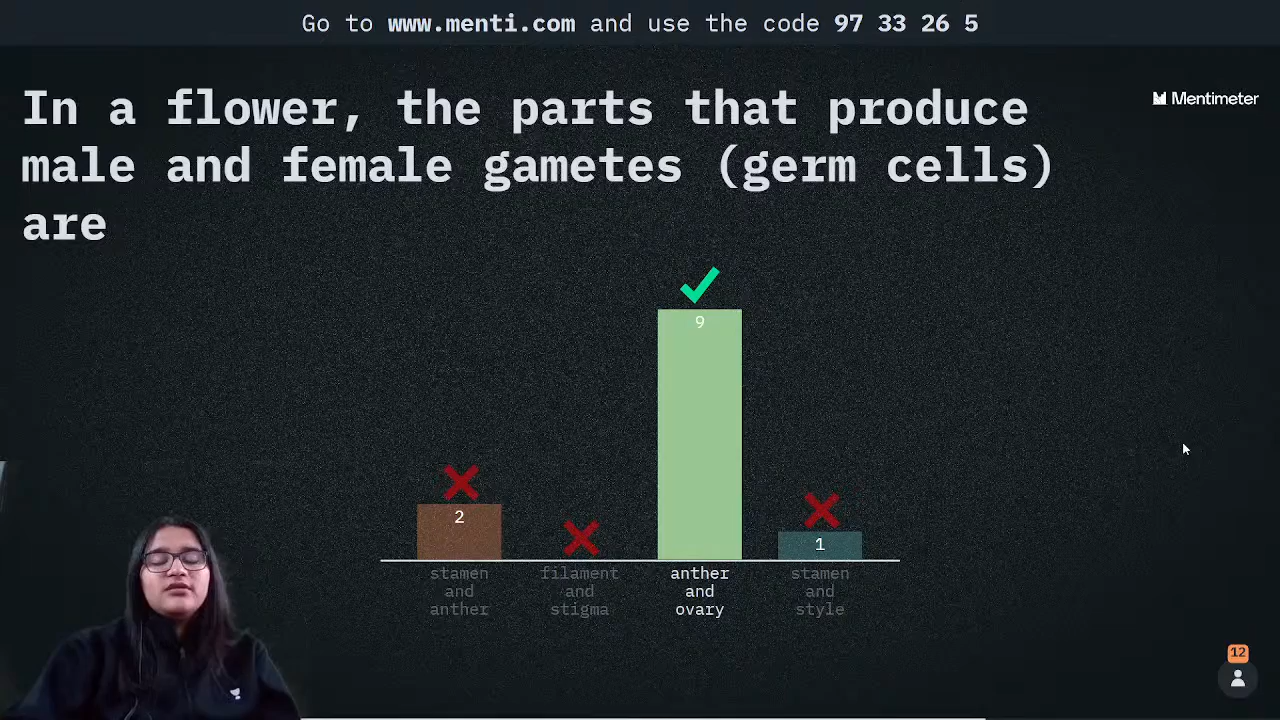 Go to www.menti.com and use the code 97 33 26 5
In a flower, the parts that produce
male and female gametes (germ cells)
are
Mentimeter
9
2
1
stamen
and
anther
filament
and
stigma
anther
and
ovary
stamen
and
style
12